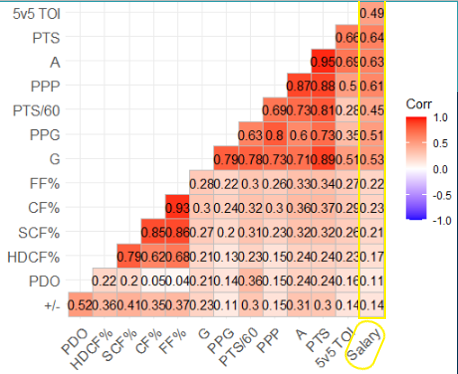 5v5 TOI 0.49
PTS 0.66 0.64
A 0.95 0.69 0.63
PPP 0.87 0.88 0.5 0.61
PTS/60 0.69 0.73 0.81 0.28 0.45
PPG 0.63 0.8 0.6 0.73 0.35 0.51
G 0.79 0.78 0.73 0.71 0.89 0.51 0.53
FF% 0.28 0.22 0.3 0.26 0.33 0.34 0.27 0.22
CF% 0.93 0.3 0.24 0.32 0.3 0.36 0.37 0.29 0.23
SCF% 0.85 0.86 0.27 0.2 0.31 0.23 0.32 0.32 0.26 0.21
HDCF% 0.79 0.62 0.68 0.21 0.13 0.23 0.15 0.24 0.24 0.23 0.17
PDO 0.22 0.2 0.05 0.04 0.21 0.14 0.36 0.15 0.24 0.24 0.16 0.11
+/- 0.52 0.36 0.41 0.35 0.37 0.23 0.11 0.3 0.15 0.31 0.3 0.14 0.14
PDO HDCF% SCF% CF% FF% G PPG PTS/60 PPP A PTS 5v5 TOI Salary
Corr
1.0
0.5
0.0
-0.5
-1.0